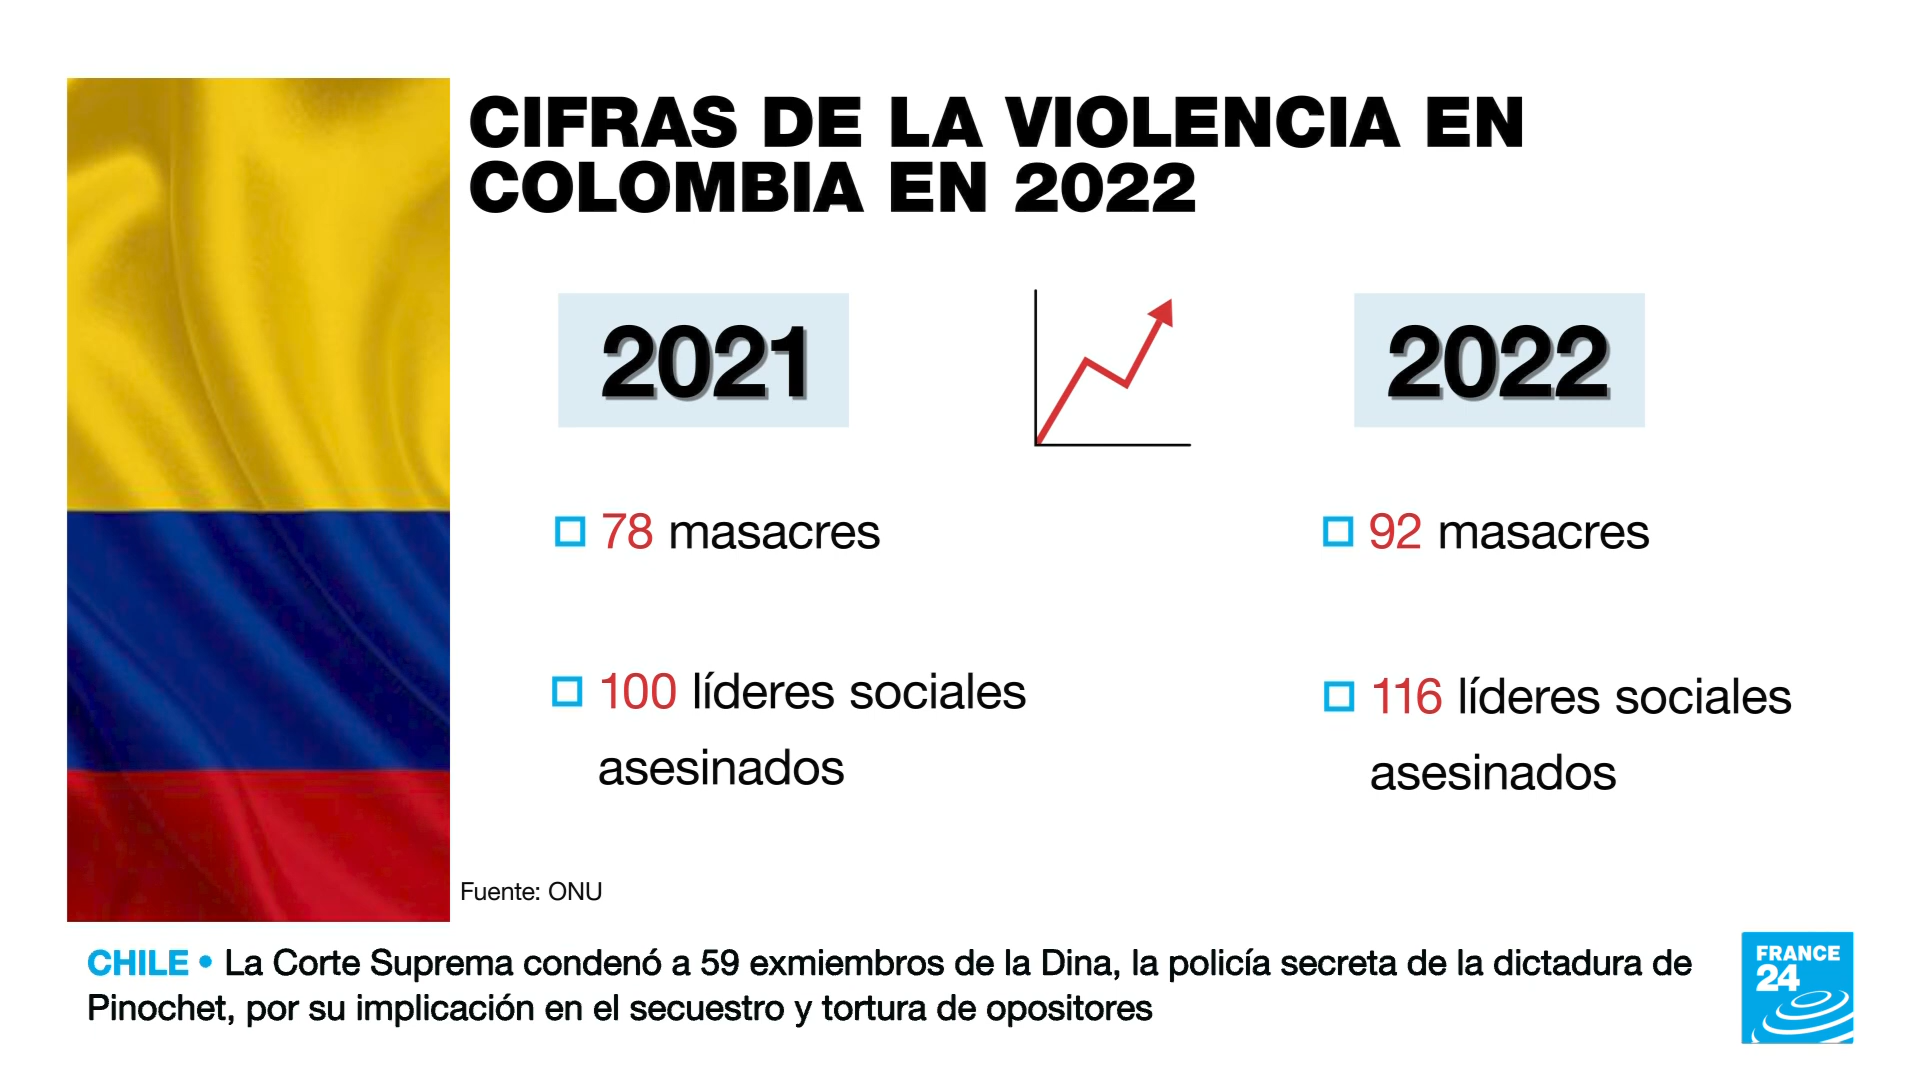 CIFRAS DE LA VIOLENCIA EN
COLOMBIA EN 2022
2021
2022
78 masacres
92 masacres
100 líderes sociales
asesinados
116 líderes sociales
asesinados
Fuente: ONU
CHILE • La Corte Suprema condenó a 59 exmiembros de la Dina, la policía secreta de la dictadura de
Pinochet, por su implicación en el secuestro y tortura de opositores
FRANCE
24